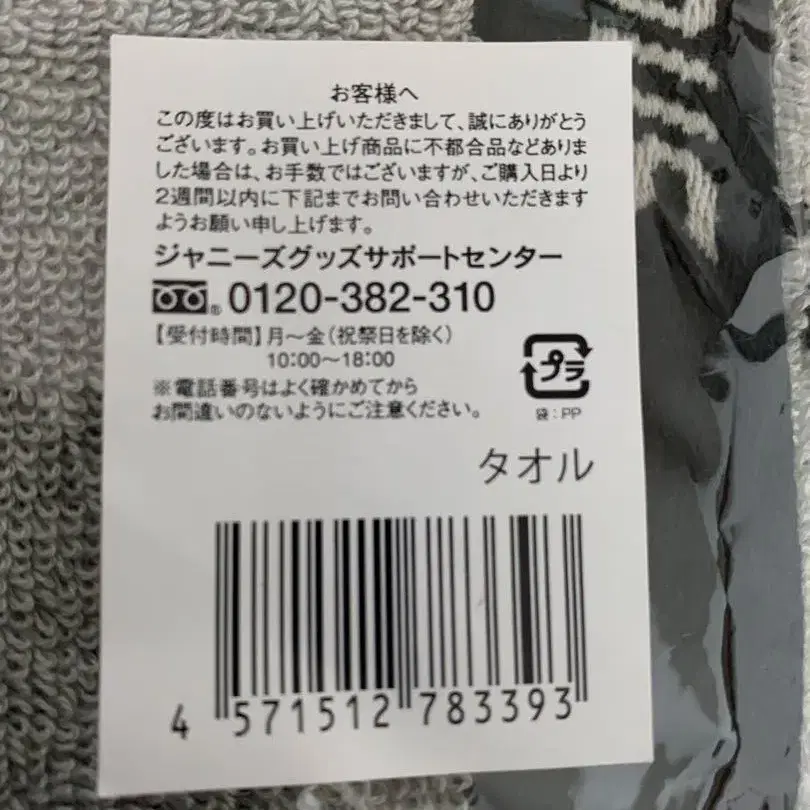 お客様へ
この度はお買い上げいただきまして、誠にありがとう
ございます。お買い上げ商品に不都合品などありま
した場合は、お手数ではございますが、ご購入日より
2週間以内に下記までお問い合わせいただきます
ようお願い申し上げます。
ジャニーズグッズサポートセンター
® 0120-382-310
【受付時間】月〜金(祝祭日を除く)
10:00〜18:00
※電話番号はよく確かめてから
お間違いのないようにご注意ください。
プラ
袋:PP
タオル
4 571512 783393